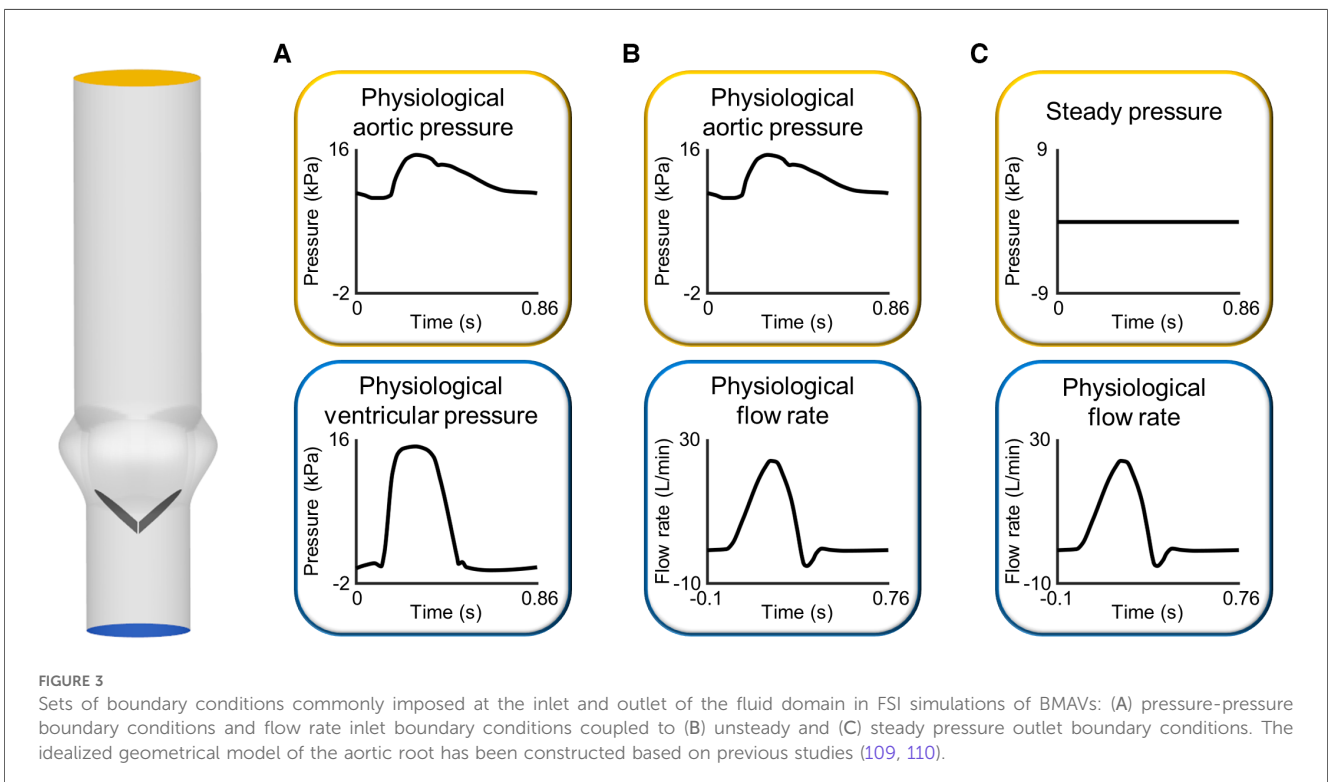 A
Physiological
aortic pressure
16
Pressure (kPa)
-2
0
0.86
Time (s)
B
Physiological
aortic pressure
16
Pressure (kPa)
-2
0
0.86
Time (s)
C
Steady pressure
9
Pressure (kPa)
-9
0
0.86
Time (s)
Physiological
ventricular pressure
16
Pressure (kPa)
-2
0
0.86
Time (s)
Physiological
flow rate
30
Flow rate (L/min)
-10
-0.1
0.76
Time (s)
Physiological
flow rate
30
Flow rate (L/min)
-10
-0.1
0.76
Time (s)
FIGURE 3
Sets of boundary conditions commonly imposed at the inlet and outlet of the fluid domain in FSI simulations of BMAVs: (A) pressure-pressure
boundary conditions and flow rate inlet boundary conditions coupled to (B) unsteady and (C) steady pressure outlet boundary conditions. The
idealized geometrical model of the aortic root has been constructed based on previous studies (109, 110).